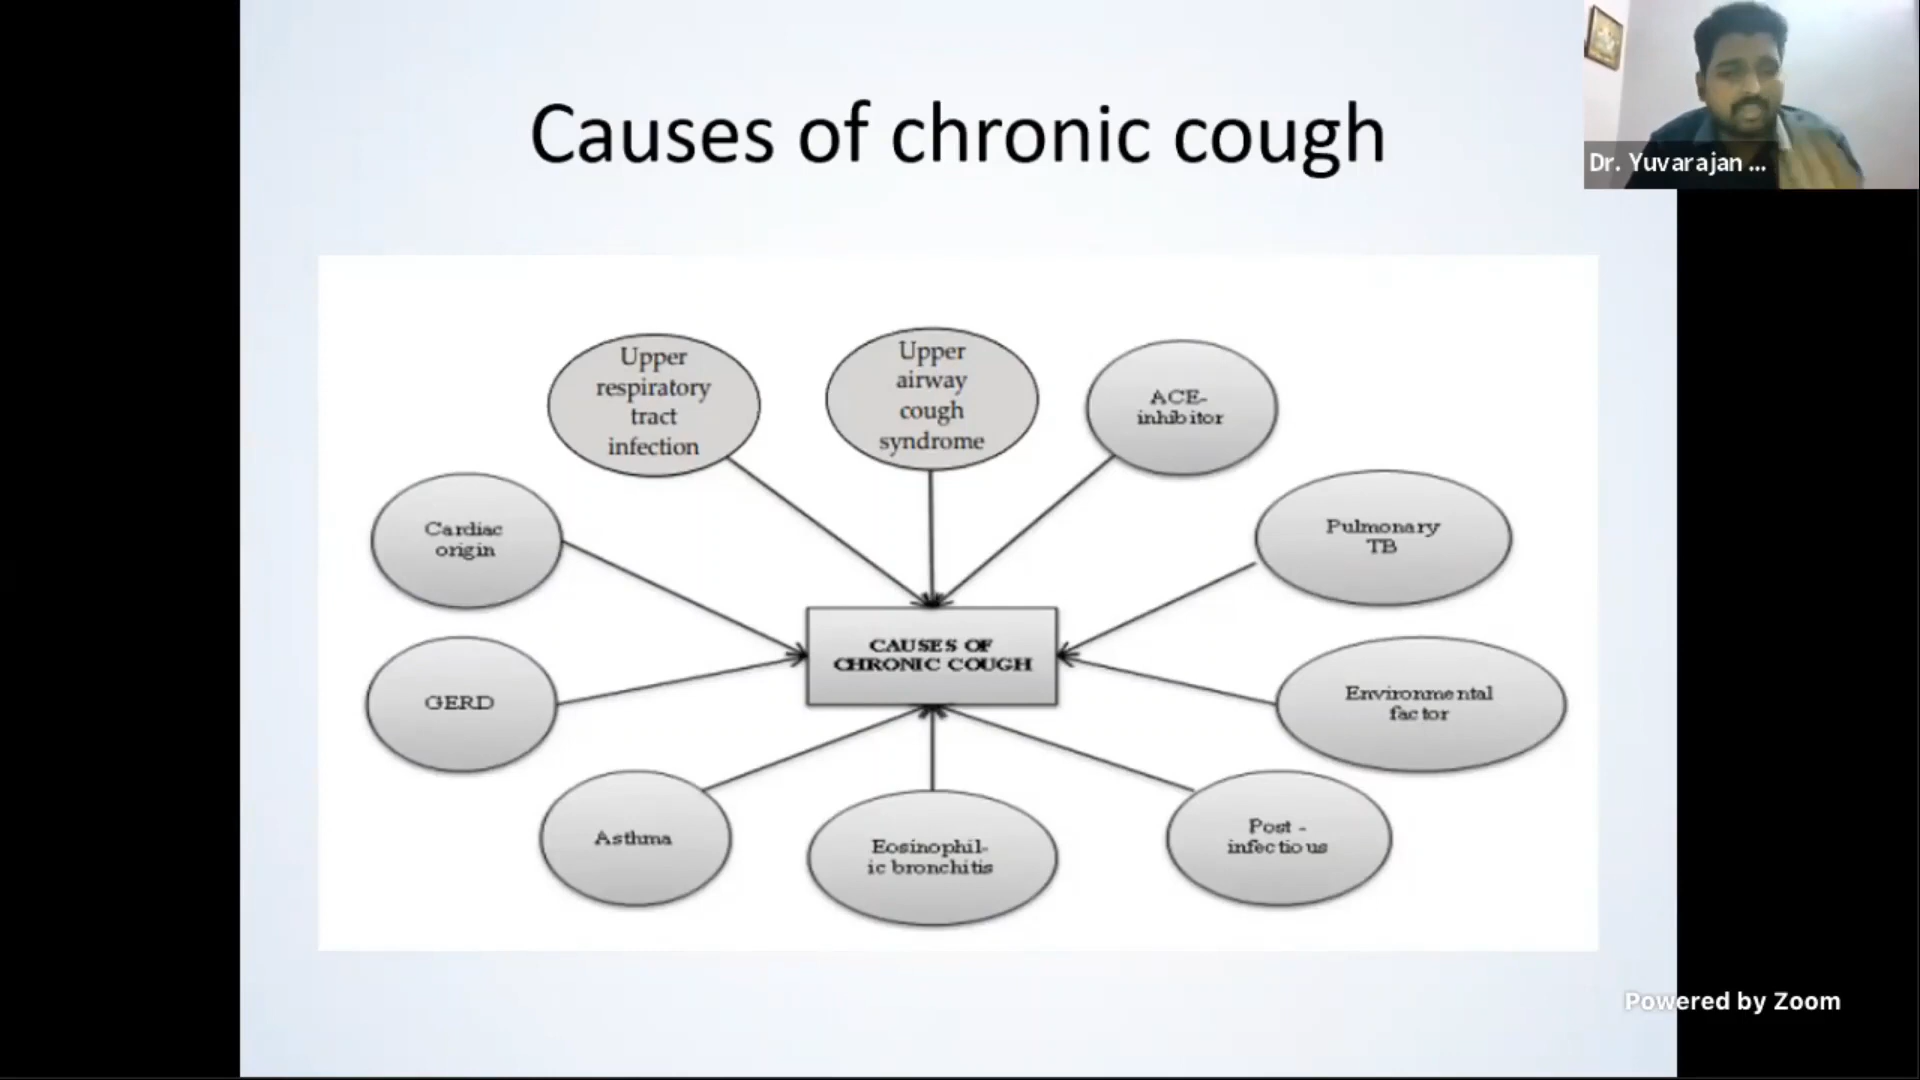 Causes of chronic cough
Dr. Yuvarajan ...
Upper
respiratory
tract
infection
Upper
airway
cough
syndrome
ACE-
inhibitor
Cardiac
origin
Pulmonary
TB
CAUSES OF
CHRONIC COUGH
GERD
Environmental
factor
Asthma
Eosinophil-
ic bronchitis
Post -
infectious
Powered by Zoom